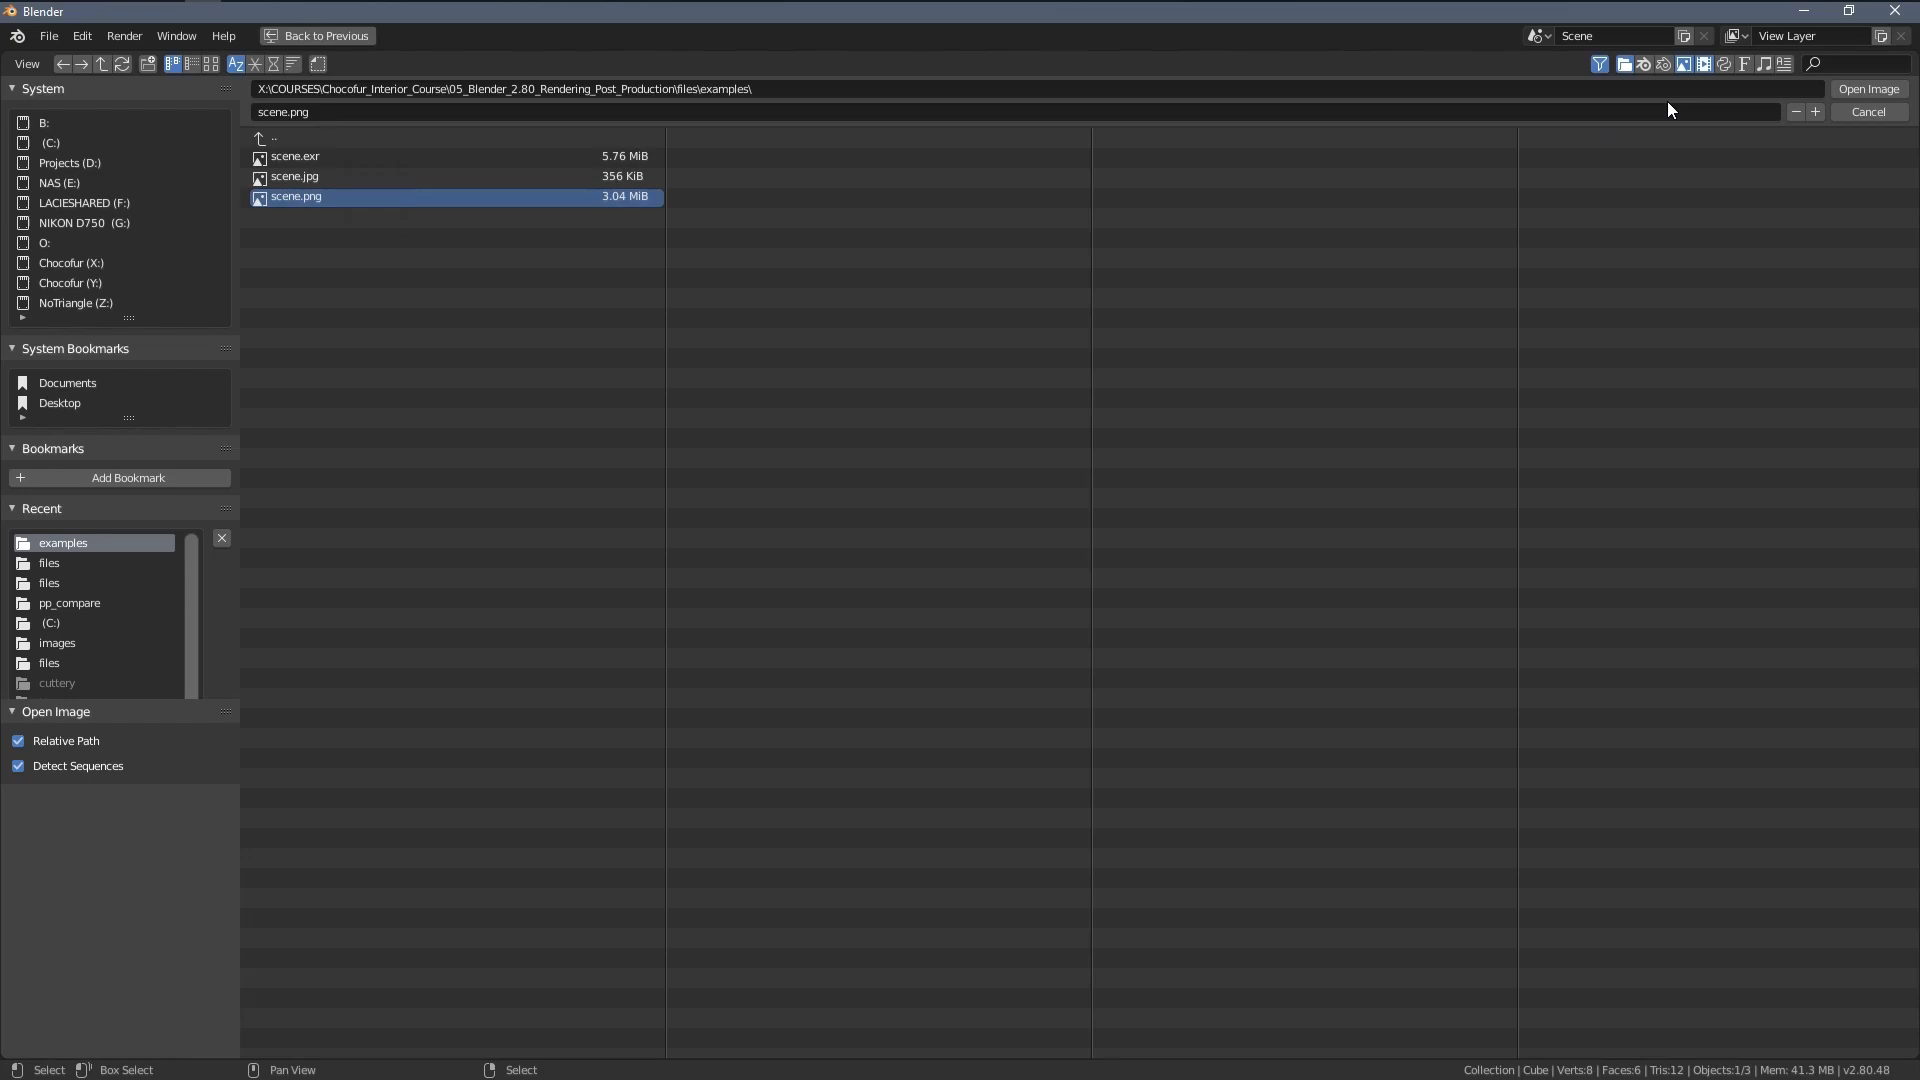 Blender
File Edit Render Window Help Back to Previous Scene View Layer
View
System
X:\COURSES\Chocofur_Interior_Course\05_Blender_2.80_Rendering_Post_Production\files\examples\ Open Image
scene.png Cancel
B:
(C:)
Projects (D:)
NAS (E:)
LACIESHARED (F:)
NIKON D750 (G:)
O:
Chocofur (X:)
Chocofur (Y:)
NoTriangle (Z:)
..
scene.exr 5.76 MiB
scene.jpg 356 KiB
scene.png 3.04 MiB
System Bookmarks
Documents
Desktop
Bookmarks
Add Bookmark
Recent
examples
files
files
pp_compare
(C:)
images
files
cuttery
Open Image
Relative Path
Detect Sequences
Select Box Select Pan View Select Collection | Cube | Verts:8 | Faces:6 | Tris:12 | Objects:1/3 | Mem: 41.3 MB | v2.80.48